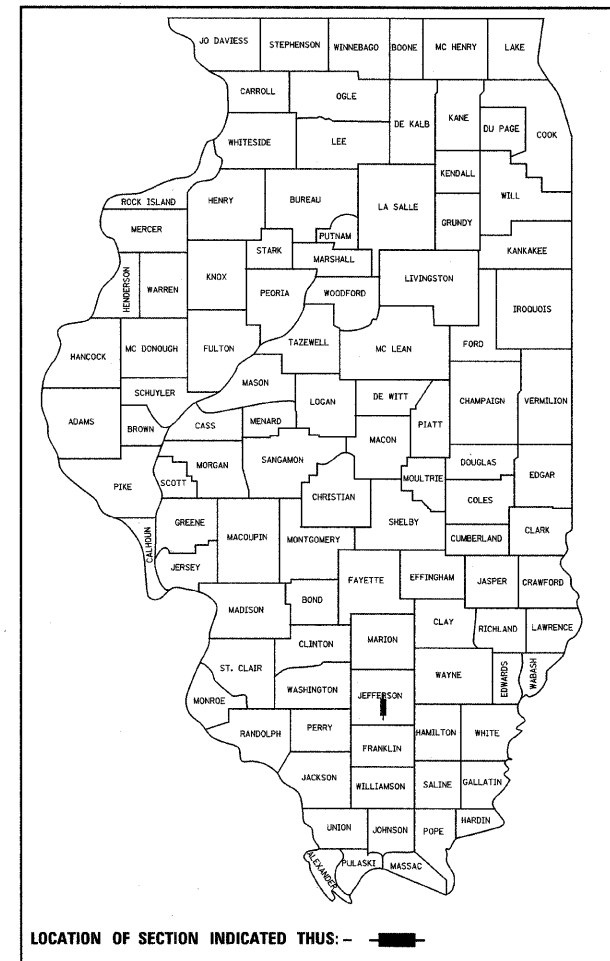 JO DAVIESS
STEPHENSON
WINNEBAGO
BOONE
MC HENRY
LAKE
CARROLL
OGLE
DE KALB
KANE
DU PAGE
COOK
WHITESIDE
LEE
KENDALL
WILL
ROCK ISLAND
HENRY
BUREAU
LA SALLE
GRUNDY
MERCER
PUTNAM
STARK
MARSHALL
KANKAKEE
HENDERSON
WARREN
KNOX
PEORIA
WOODFORD
LIVINGSTON
IROQUOIS
HANCOCK
MC DONOUGH
FULTON
TAZEWELL
MC LEAN
FORD
SCHUYLER
MASON
LOGAN
DE WITT
CHAMPAIGN
VERMILION
ADAMS
BROWN
CASS
MENARD
MACON
PIATT
PIKE
SCOTT
MORGAN
SANGAMON
CHRISTIAN
MOULTRIE
DOUGLAS
EDGAR
COLES
CALHOUN
GREENE
MACOUPIN
MONTGOMERY
SHELBY
CUMBERLAND
CLARK
JERSEY
FAYETTE
EFFINGHAM
JASPER
CRAWFORD
MADISON
BOND
CLAY
RICHLAND
LAWRENCE
CLINTON
MARION
ST. CLAIR
WAYNE
EDWARDS
WABASH
WASHINGTON
JEFFERSON
MONROE
RANDOLPH
PERRY
HAMILTON
WHITE
FRANKLIN
JACKSON
WILLIAMSON
SALINE
GALLATIN
UNION
JOHNSON
POPE
HARDIN
ALEXANDER
PULASKI
MASSAC
LOCATION OF SECTION INDICATED THUS: -